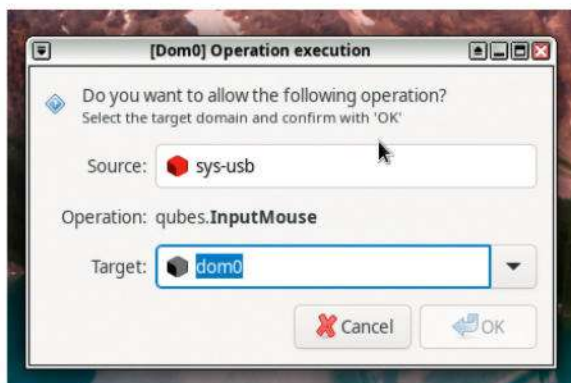 [Dom0] Operation execution
Do you want to allow the following operation?
Select the target domain and confirm with 'OK'
Source: sys-usb
Operation: qubes.InputMouse
Target: dom0
Cancel OK